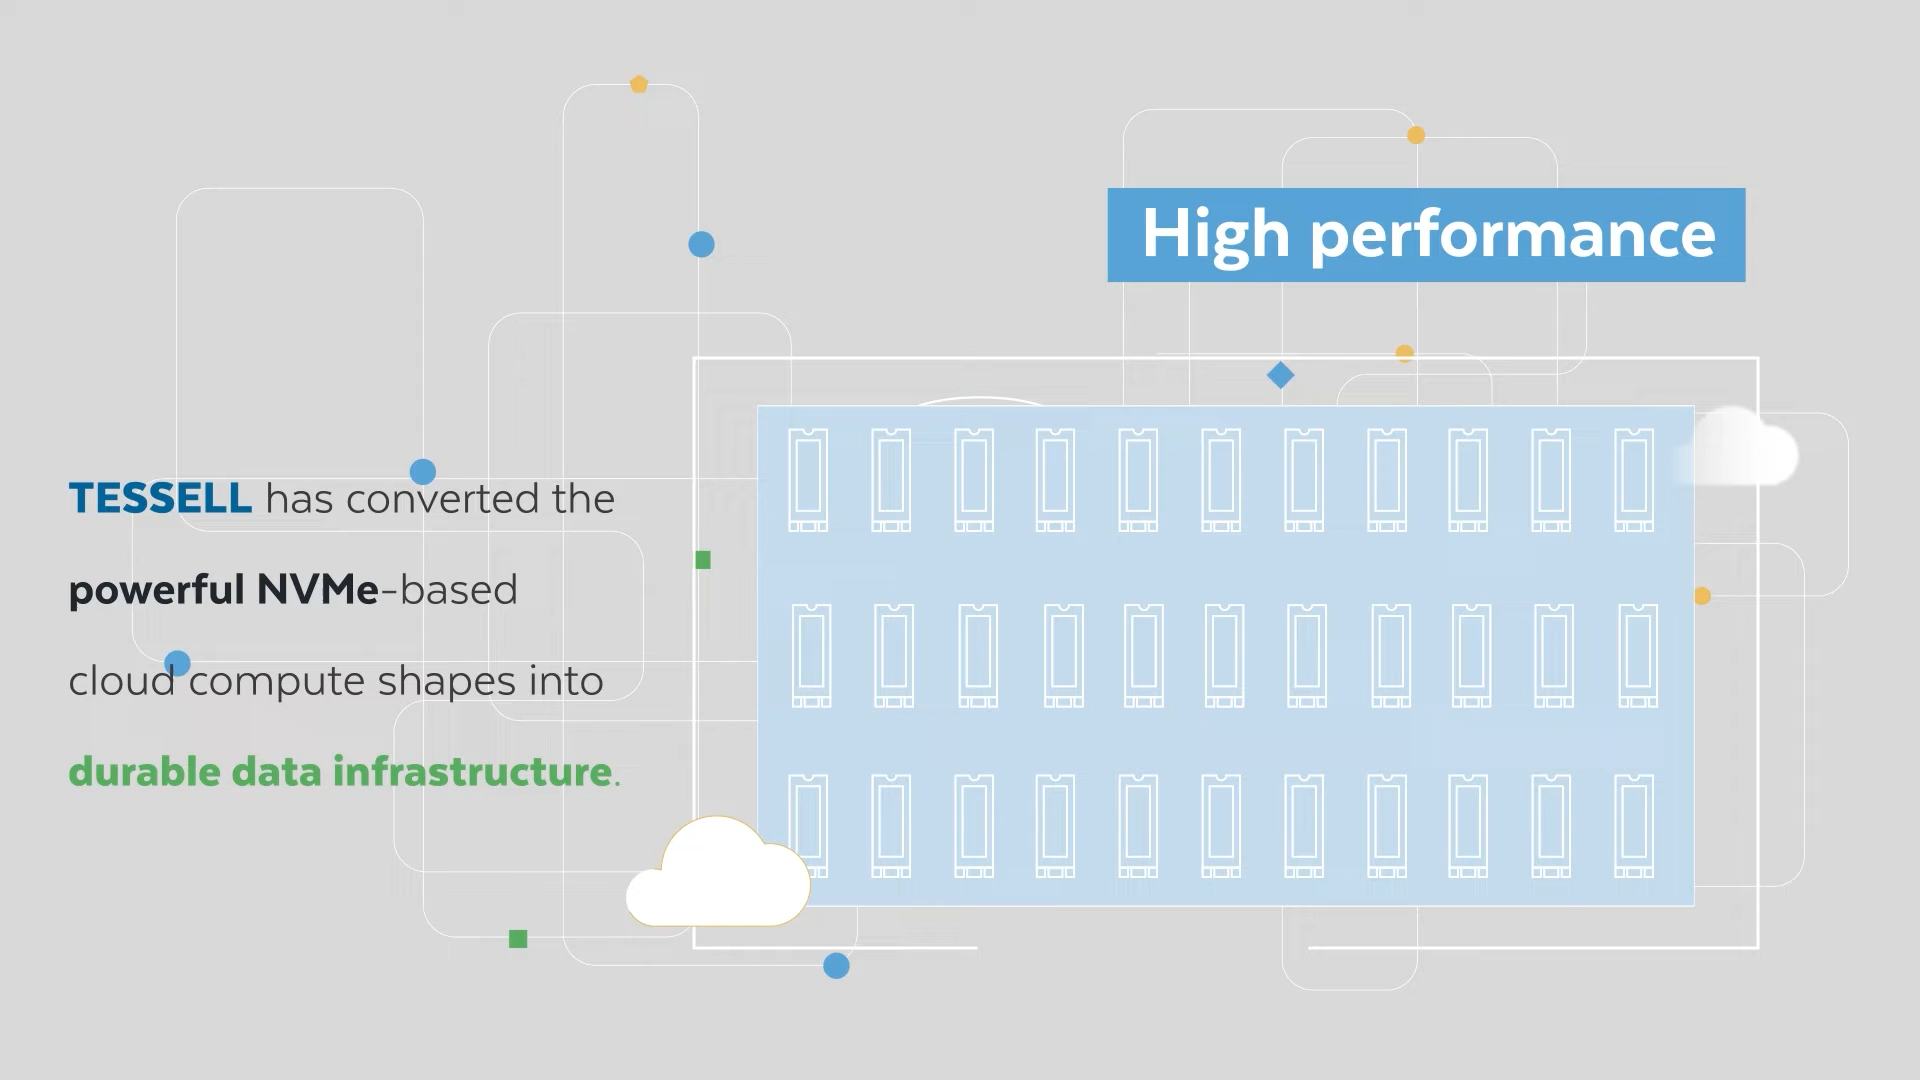 High performance
TESSELL has converted the
powerful NVMe-based
cloud compute shapes into
durable data infrastructure.